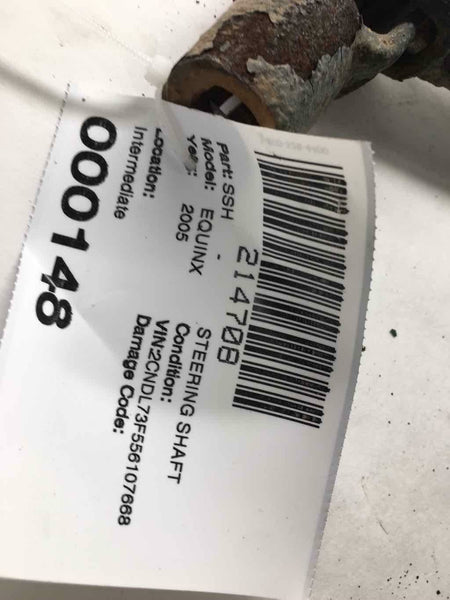 214708
Part: SSH - STEERING SHAFT
Model: EQUINX Condition:
Year: 2005 VIN:2CNDL73F556107668
Damage Code:
Location:
Intermediate
000148